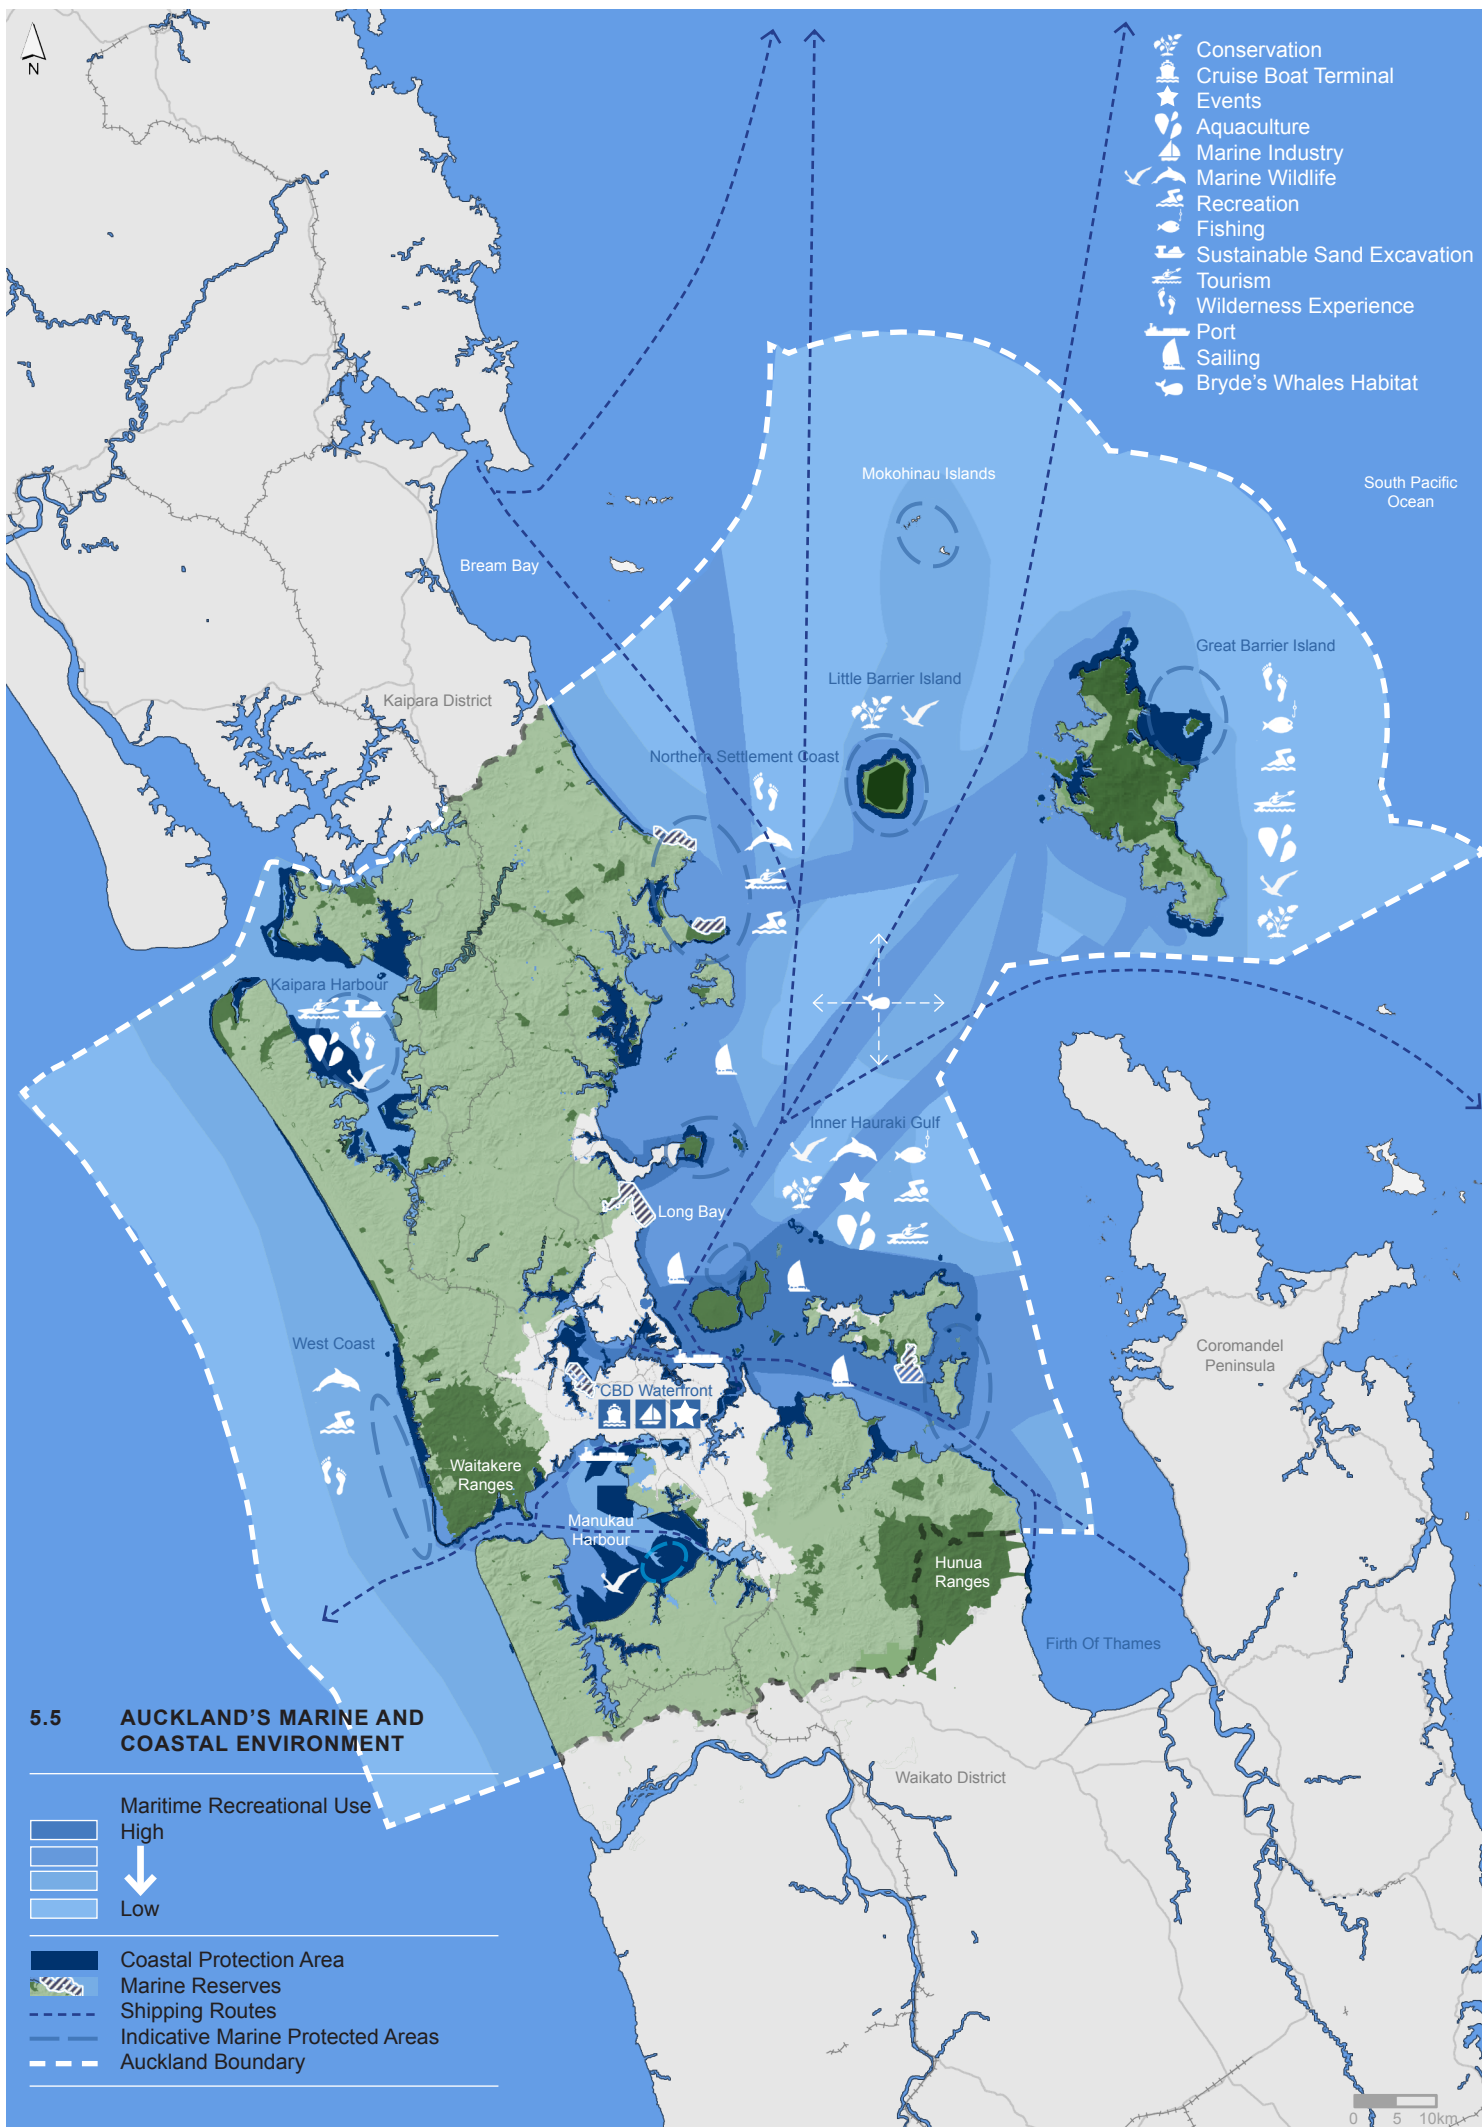 N
Conservation
Cruise Boat Terminal
Events
Aquaculture
Marine Industry
Marine Wildlife
Recreation
Fishing
Sustainable Sand Excavation
Tourism
Wilderness Experience
Port
Sailing
Bryde's Whales Habitat
Mokohinau Islands
South Pacific
Ocean
Bream Bay
Great Barrier Island
Little Barrier Island
Kaipara District
Northern Settlement Coast
Kaipara Harbour
Inner Hauraki Gulf
Long Bay
West Coast
Coromandel
Peninsula
CBD Waterfront
Waitakere
Ranges
Manukau
Harbour
Hunua
Ranges
Firth Of Thames
Waikato District
5.5 AUCKLAND'S MARINE AND
COASTAL ENVIRONMENT
Maritime Recreational Use
High
Low
Coastal Protection Area
Marine Reserves
Shipping Routes
Indicative Marine Protected Areas
Auckland Boundary
0 5 10km